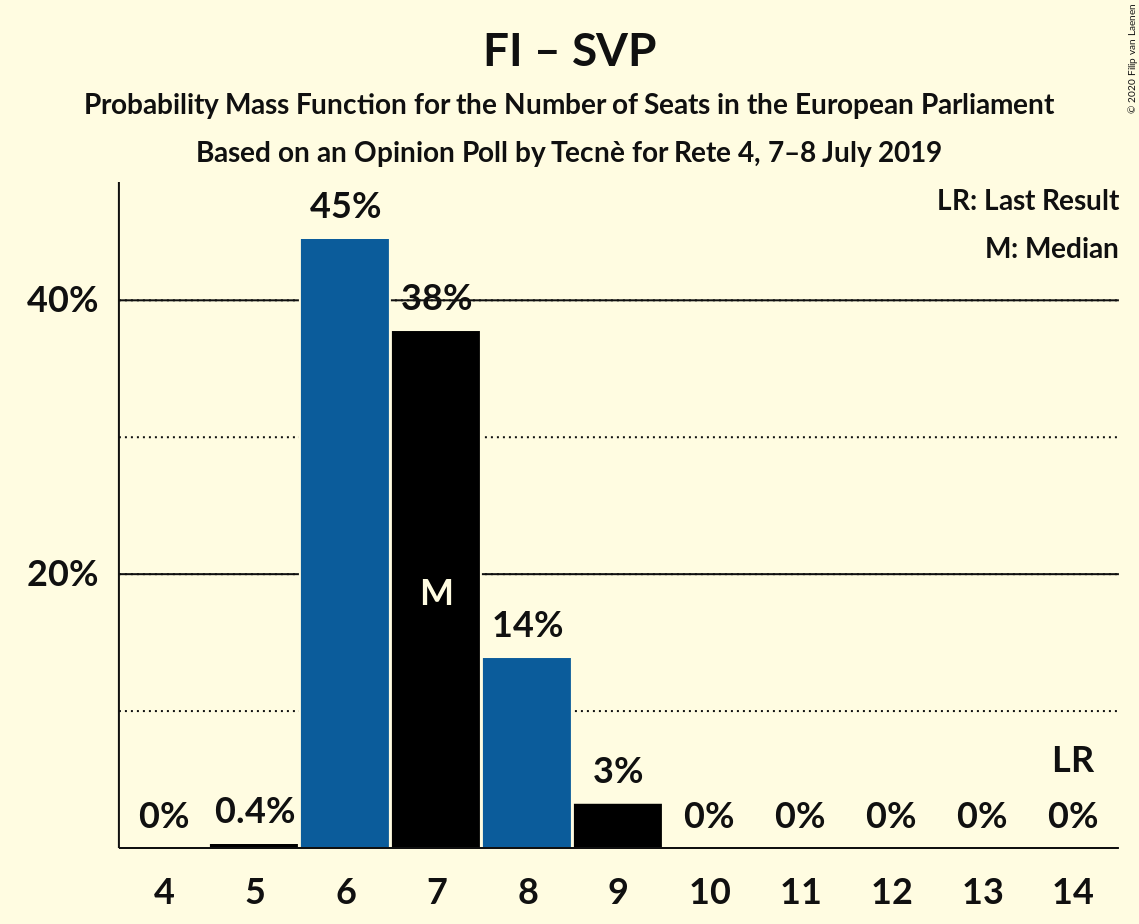 FI – SVP
Probability Mass Function for the Number of Seats in the European Parliament
Based on an Opinion Poll by Tecnè for Rete 4, 7–8 July 2019
© 2020 Filip van Laenen
LR: Last Result
M: Median
45%
40%
38%
20%
M
14%
LR
3%
0% 0.4% 0% 0% 0% 0% 0%
4 5 6 7 8 9 10 11 12 13 14